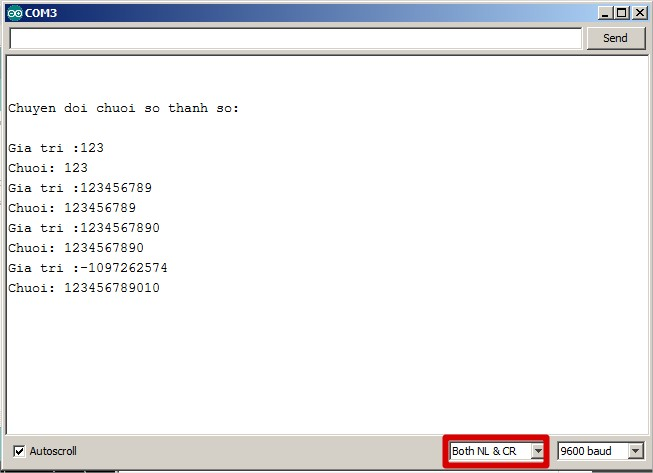 COM3
Send
Chuyen doi chuoi so thanh so:
Gia tri :123
Chuoi: 123
Gia tri :123456789
Chuoi: 123456789
Gia tri :1234567890
Chuoi: 1234567890
Gia tri :-1097262574
Chuoi: 123456789010
Autoscroll
Both NL & CR
9600 baud